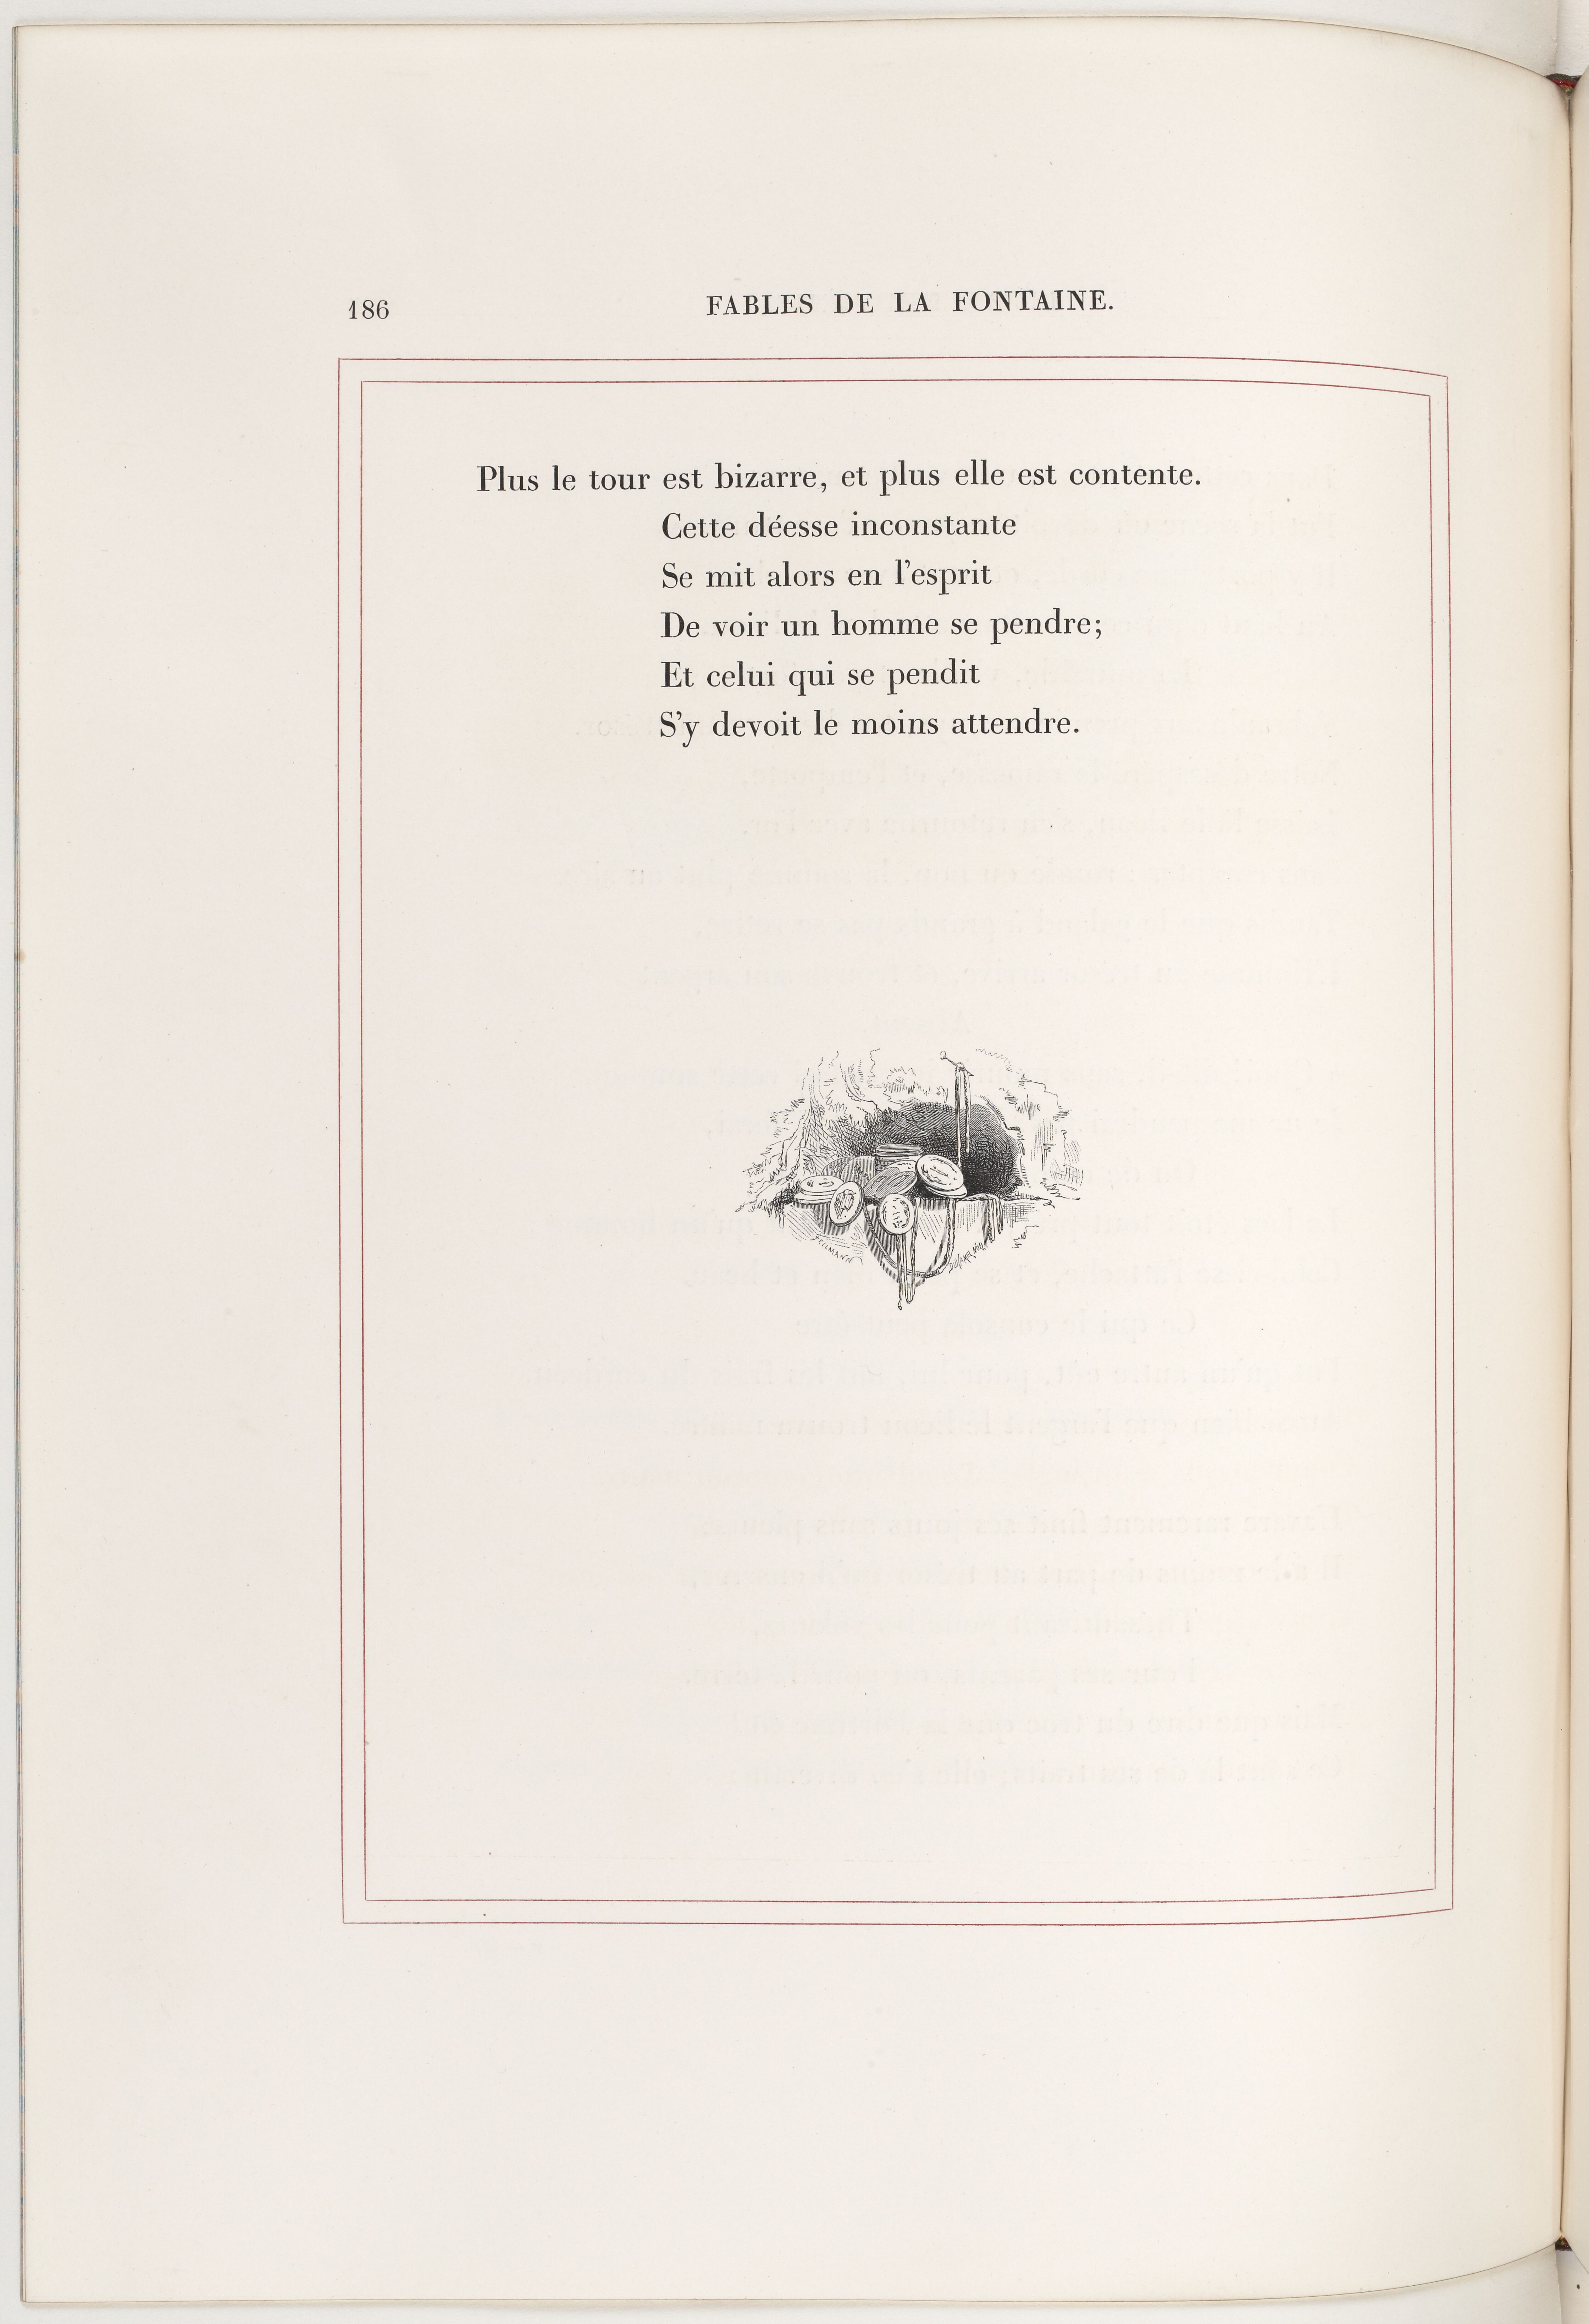 186
FABLES DE LA FONTAINE.
Plus le tour est bizarre, et plus elle est contente.
Cette déesse inconstante
Se mit alors en l'esprit
De voir un homme se pendre;
Et celui qui se pendit
S'y devoit le moins attendre.